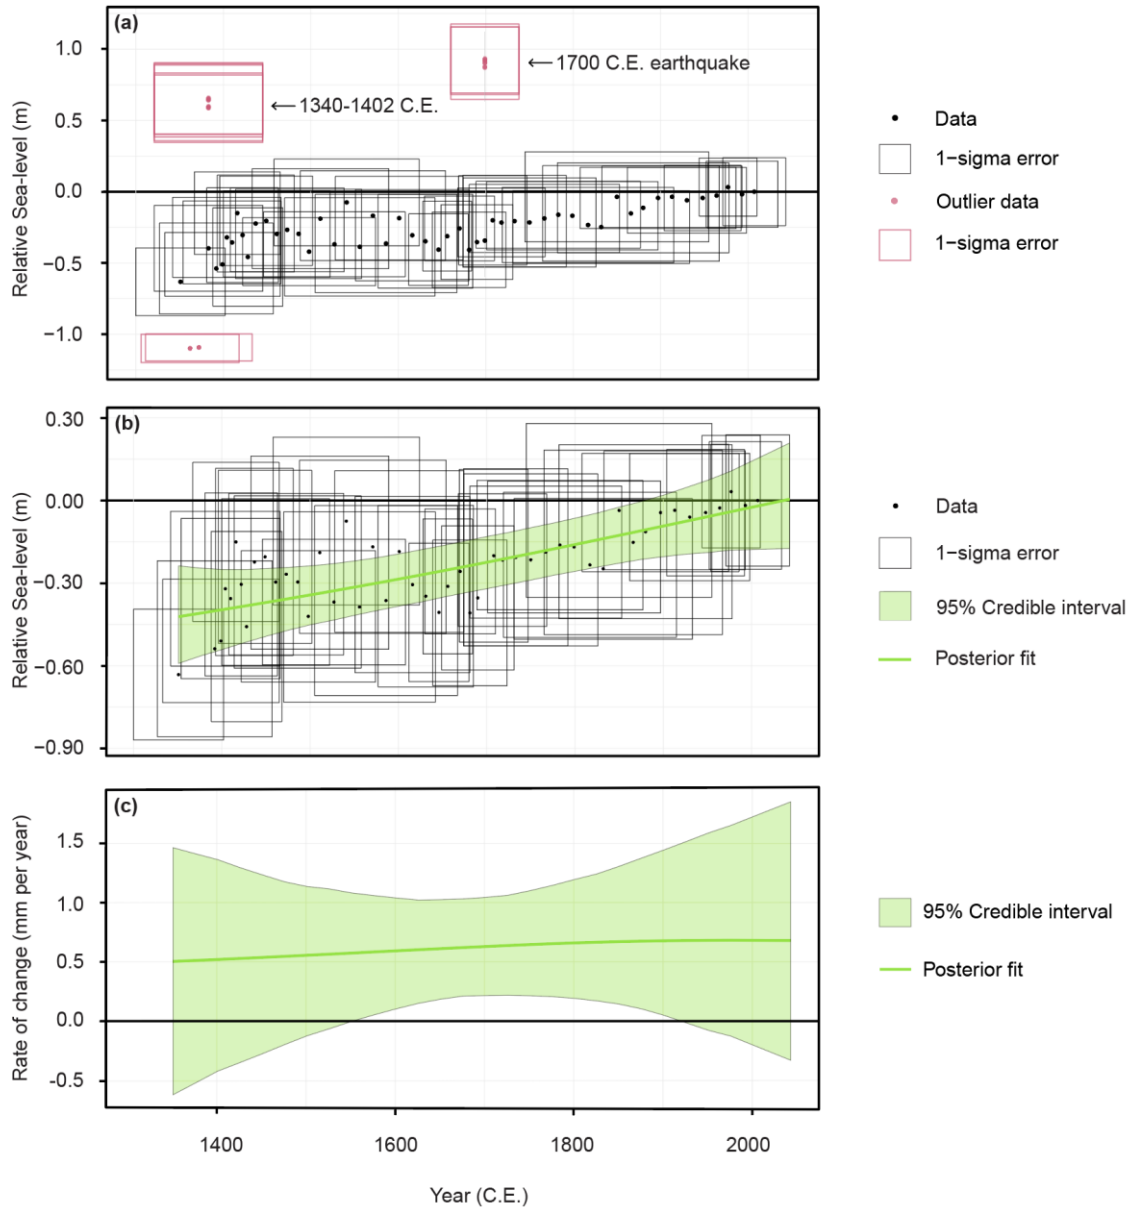 (a)
Relative Sea-level (m)
1.0
0.5
0.0
−0.5
−1.0
←1340-1402 C.E.
←1700 C.E. earthquake
Data
1−sigma error
Outlier data
1−sigma error
(b)
Relative Sea-level (m)
0.30
0.00
−0.30
−0.60
−0.90
Data
1−sigma error
95% Credible interval
Posterior fit
(c)
Rate of change (mm per year)
1.5
1.0
0.5
0.0
-0.5
95% Credible interval
Posterior fit
1400 1600 1800 2000
Year (C.E.)